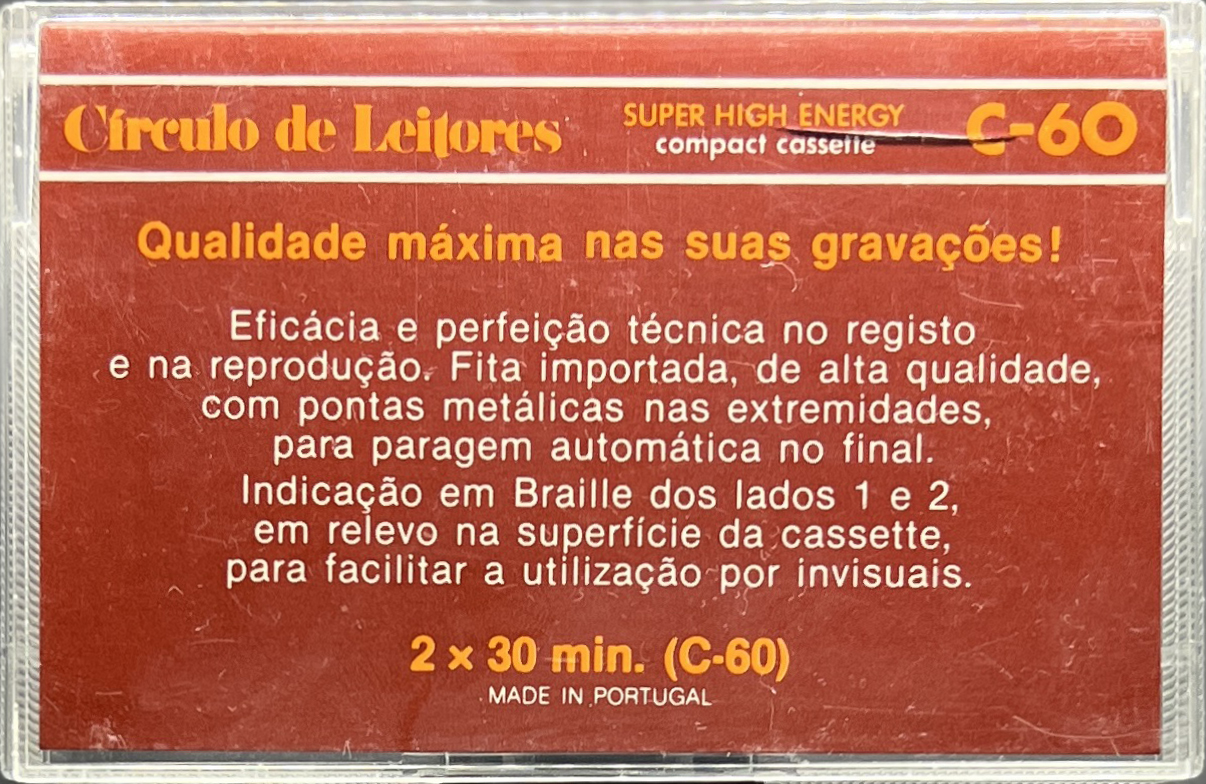 Círculo de Leitores
SUPER HIGH ENERGY
compact cassette
C-60
Qualidade máxima nas suas gravações!
Eficácia e perfeição técnica no registo
e na reprodução. Fita importada, de alta qualidade,
com pontas metálicas nas extremidades,
para paragem automática no final.
Indicação em Braille dos lados 1 e 2,
em relevo na superfície da cassette,
para facilitar a utilização por invisuais.
2 x 30 min. (C-60)
MADE IN PORTUGAL